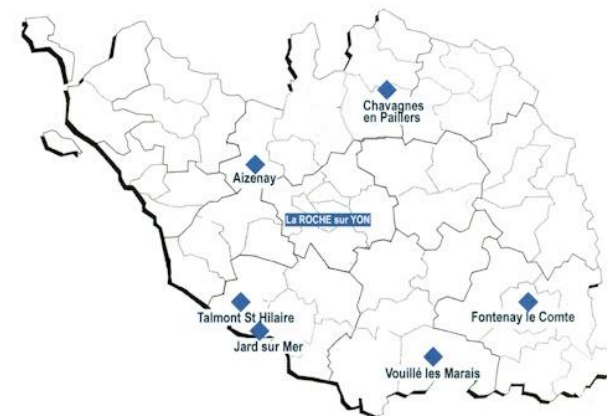 Chavagnes
en Paillers
Aizenay
La ROCHE sur YON
Talmont St Hilaire
Fontenay le Comte
Jard sur Mer
Vouillé les Marais